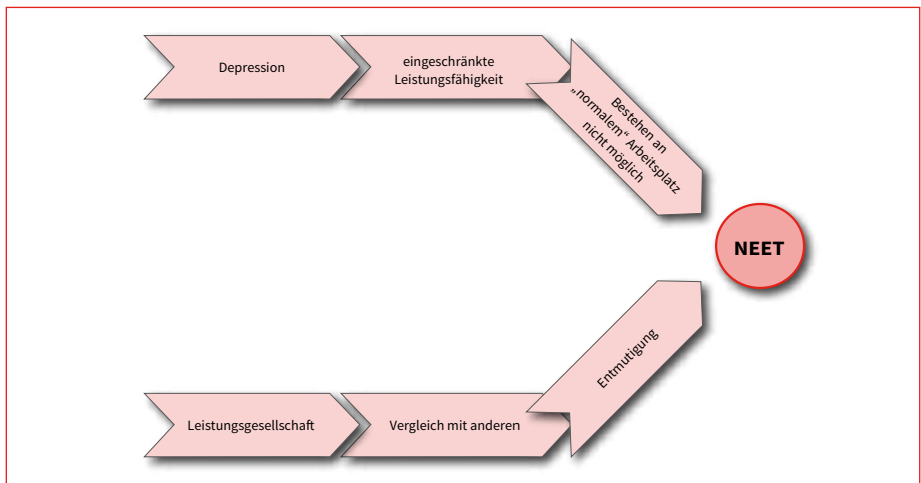 Depression
eingeschränkte
Leistungsfähigkeit
Bestehen an
„normalem“ Arbeitsplatz
nicht möglich
NEET
Entmutigung
Leistungsgesellschaft
Vergleich mit anderen